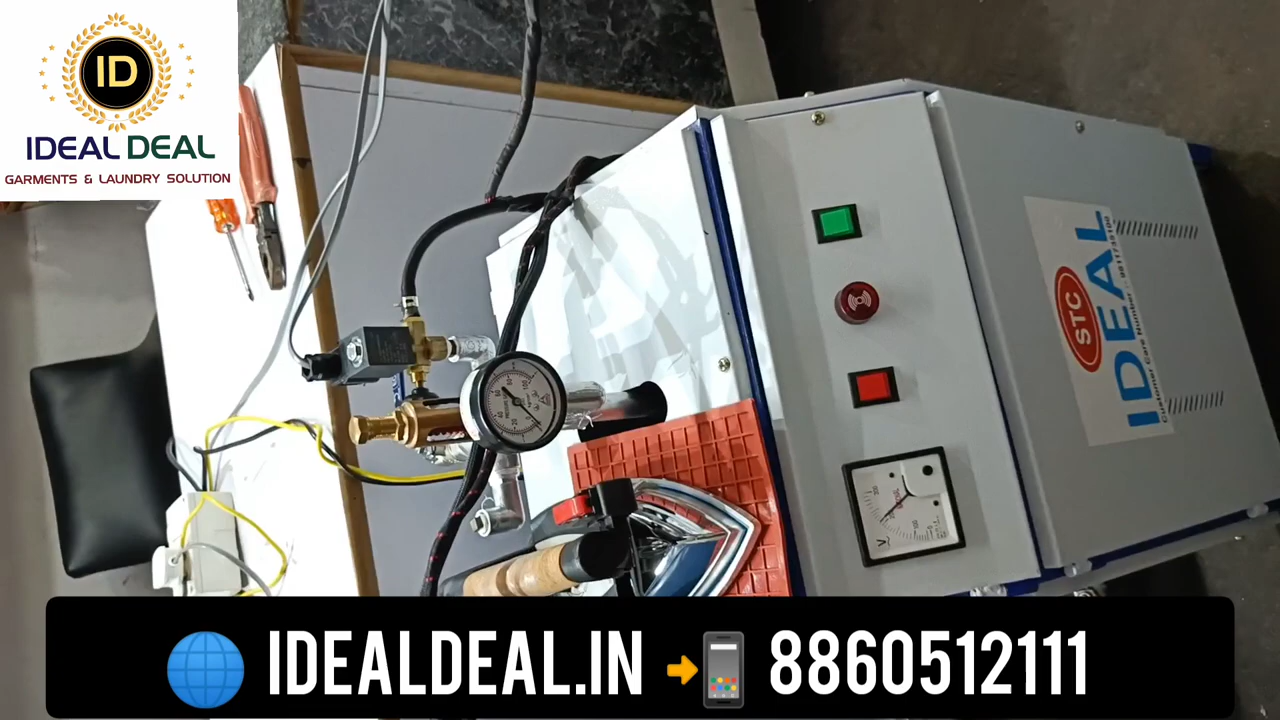 ID
IDEAL DEAL
GARMENTS & LAUNDRY SOLUTION
STC
IDEAL
Customer Care Number
V
IDEALDEAL.IN
8860512111